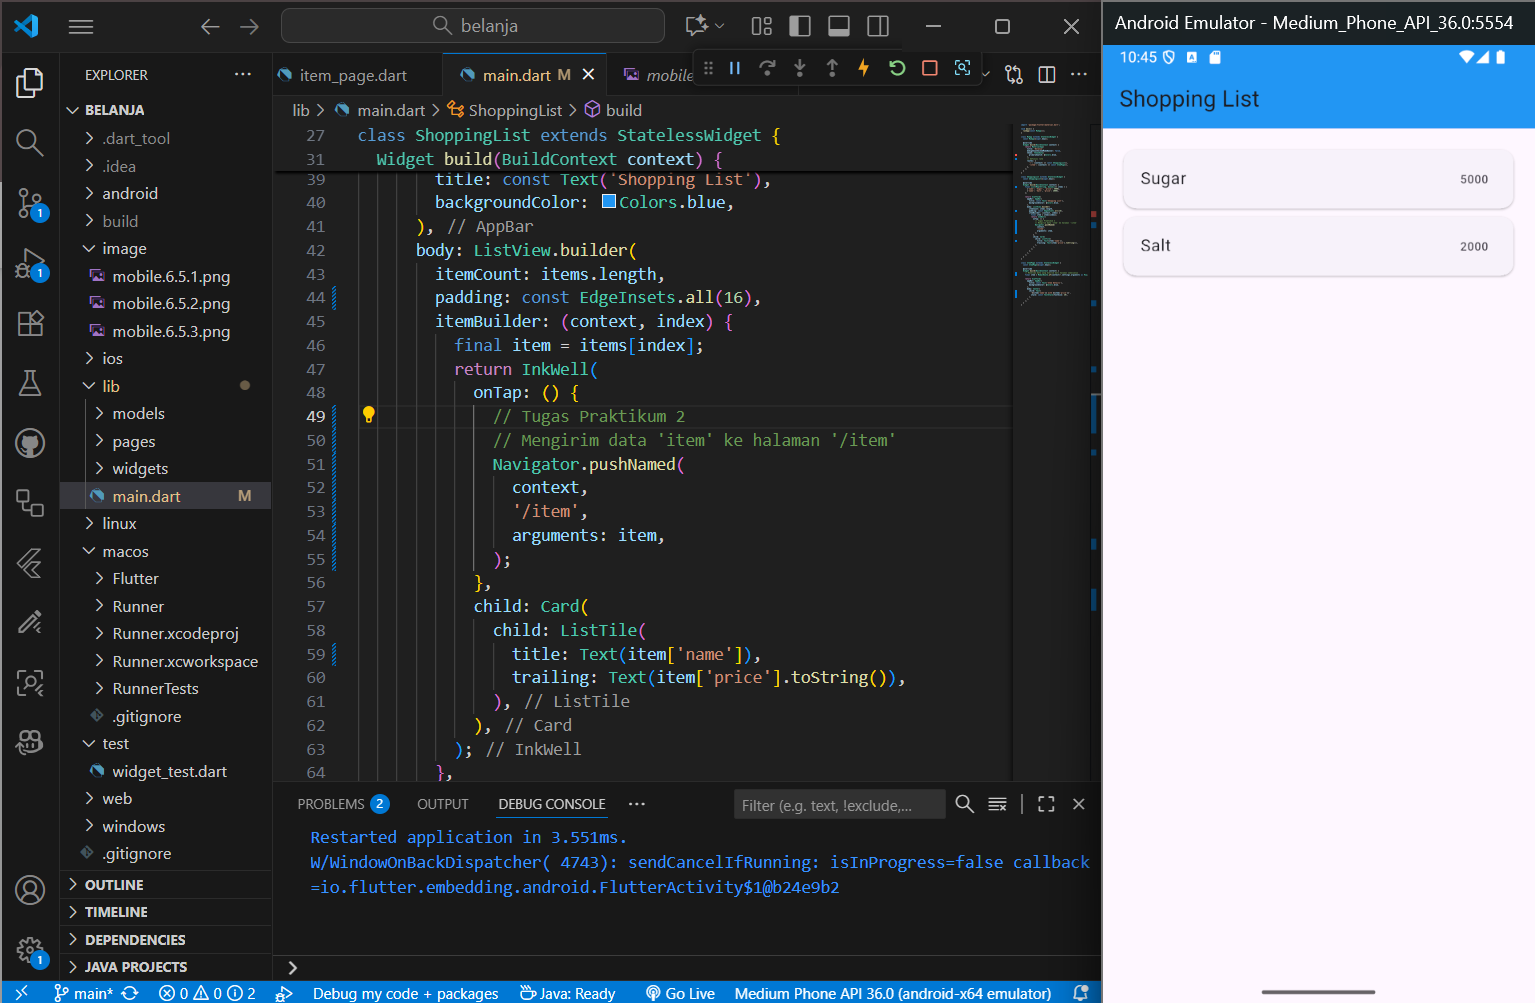 belanja
EXPLORER
item_page.dart
main.dart M
mobile
BELANJA
.dart_tool
.idea
android
build
image
mobile.6.5.1.png
mobile.6.5.2.png
mobile.6.5.3.png
ios
lib
models
pages
widgets
main.dart M
linux
macos
Flutter
Runner
Runner.xcodeproj
Runner.xcworkspace
RunnerTests
.gitignore
test
widget_test.dart
web
windows
.gitignore
OUTLINE
TIMELINE
DEPENDENCIES
JAVA PROJECTS
1
1
1
lib > main.dart > ShoppingList > build
27 class ShoppingList extends StatelessWidget {
31 Widget build(BuildContext context) {
39 title: const Text('Shopping List'),
40 backgroundColor: Colors.blue,
41 ), // AppBar
42 body: ListView.builder(
43 itemCount: items.length,
44 padding: const EdgeInsets.all(16),
45 itemBuilder: (context, index) {
46 final item = items[index];
47 return InkWell(
48 onTap: () {
49 // Tugas Praktikum 2
50 // Mengirim data 'item' ke halaman '/item'
51 Navigator.pushNamed(
52 context,
53 '/item',
54 arguments: item,
55 );
56 },
57 child: Card(
58 child: ListTile(
59 title: Text(item['name']),
60 trailing: Text(item['price'].toString()),
61 ), // ListTile
62 ), // Card
63 ); // InkWell
64 },
PROBLEMS 2 OUTPUT DEBUG CONSOLE
Filter (e.g. text, !exclude,...
Restarted application in 3.551ms.
W/WindowOnBackDispatcher( 4743): sendCancelIfRunning: isInProgress=false callback
=io.flutter.embedding.android.FlutterActivity$1@b24e9b2
main* 0 0 2 Debug my code + packages Java: Ready Go Live Medium Phone API 36.0 (android-x64 emulator)
Android Emulator - Medium_Phone_API_36.0:5554
10:45
Shopping List
Sugar 5000
Salt 2000